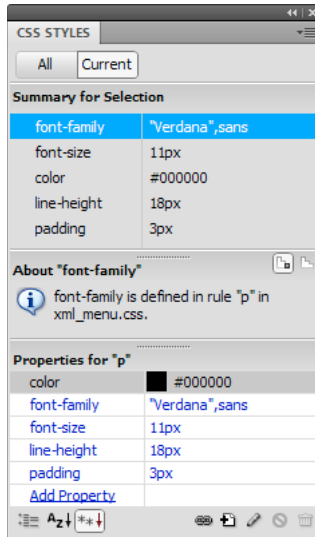 CSS STYLES
All Current
Summary for Selection
font-family "Verdana",sans
font-size 11px
color #000000
line-height 18px
padding 3px
About "font-family"
font-family is defined in rule "p" in
xml_menu.css.
Properties for "p"
color #000000
font-family "Verdana",sans
font-size 11px
line-height 18px
padding 3px
Add Property